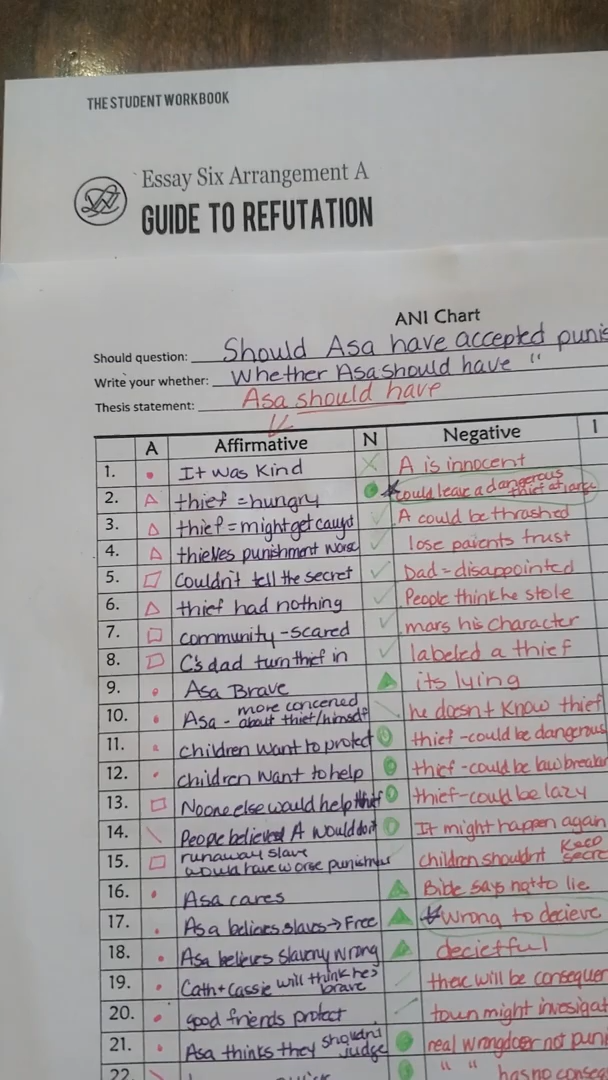 THE STUDENT WORKBOOK
Essay Six Arrangement A
GUIDE TO REFUTATION
ANI Chart
Should question: Should Asa have accepted punis
Write your whether: Whether Asa should have "
Thesis statement: Asa should have
A Affirmative N Negative I
1. It was Kind A is innocent
2. thief = hungry could leave a dangerous thief at large
3. thief = might get caught A could be thrashed
4. thieves punishment worse lose parents trust
5. Couldn't tell the secret Dad = disappointed
6. thief had nothing People think he stole
7. community - scared mars his character
8. C's dad turn thief in labeled a thief
9. Asa Brave its lying
10. Asa - more concened about thief/himself he doesnt Know thief
11. children want to protect thief - could be dangerous
12. children want to help thief - could be lawbreaker
13. No one else would help thief thief - could be lazy
14. People believed A would do it It might happen again
15. runaway slave would have worse punishment children shouldnt Keep secre
16. Asa cares Bible says not to lie
17. Asa believes slaves → Free wrong to decieve
18. Asa believes Slavery Wrong decietful
19. Cath + Cassie will think he's brave there will be consequen
20. good friends protect town might invesigat
21. Asa thinks they shouldn't judge real wrongdoer not puni
22. " " has no conseq